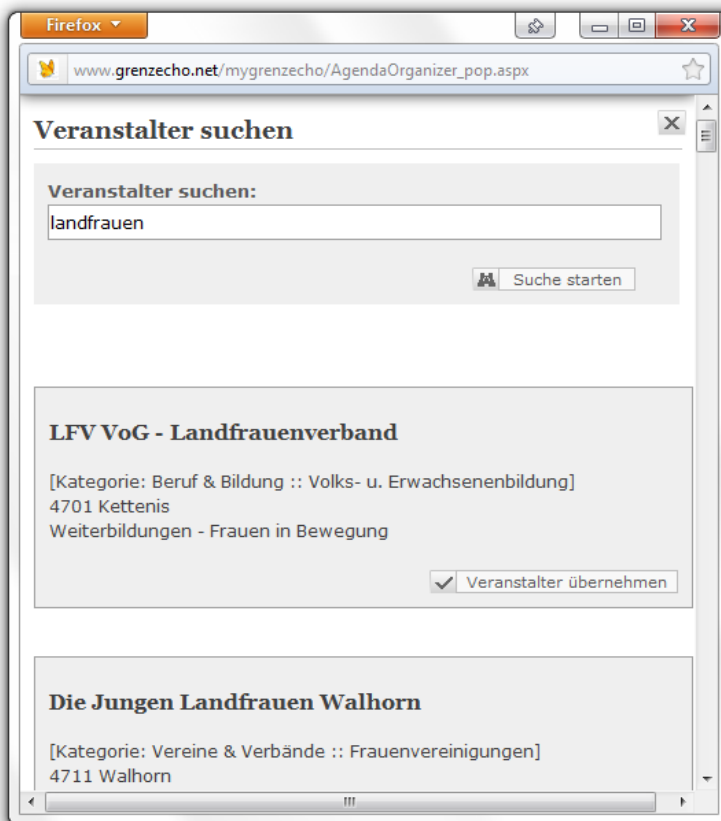 Firefox
www.grenzecho.net/mygrenzecho/AgendaOrganizer_pop.aspx
Veranstalter suchen
Veranstalter suchen:
landfrauen
Suche starten
LFV VoG - Landfrauenverband
[Kategorie: Beruf & Bildung :: Volks- u. Erwachsenenbildung]
4701 Kettenis
Weiterbildungen - Frauen in Bewegung
Veranstalter übernehmen
Die Jungen Landfrauen Walhorn
[Kategorie: Vereine & Verbände :: Frauenvereinigungen]
4711 Walhorn